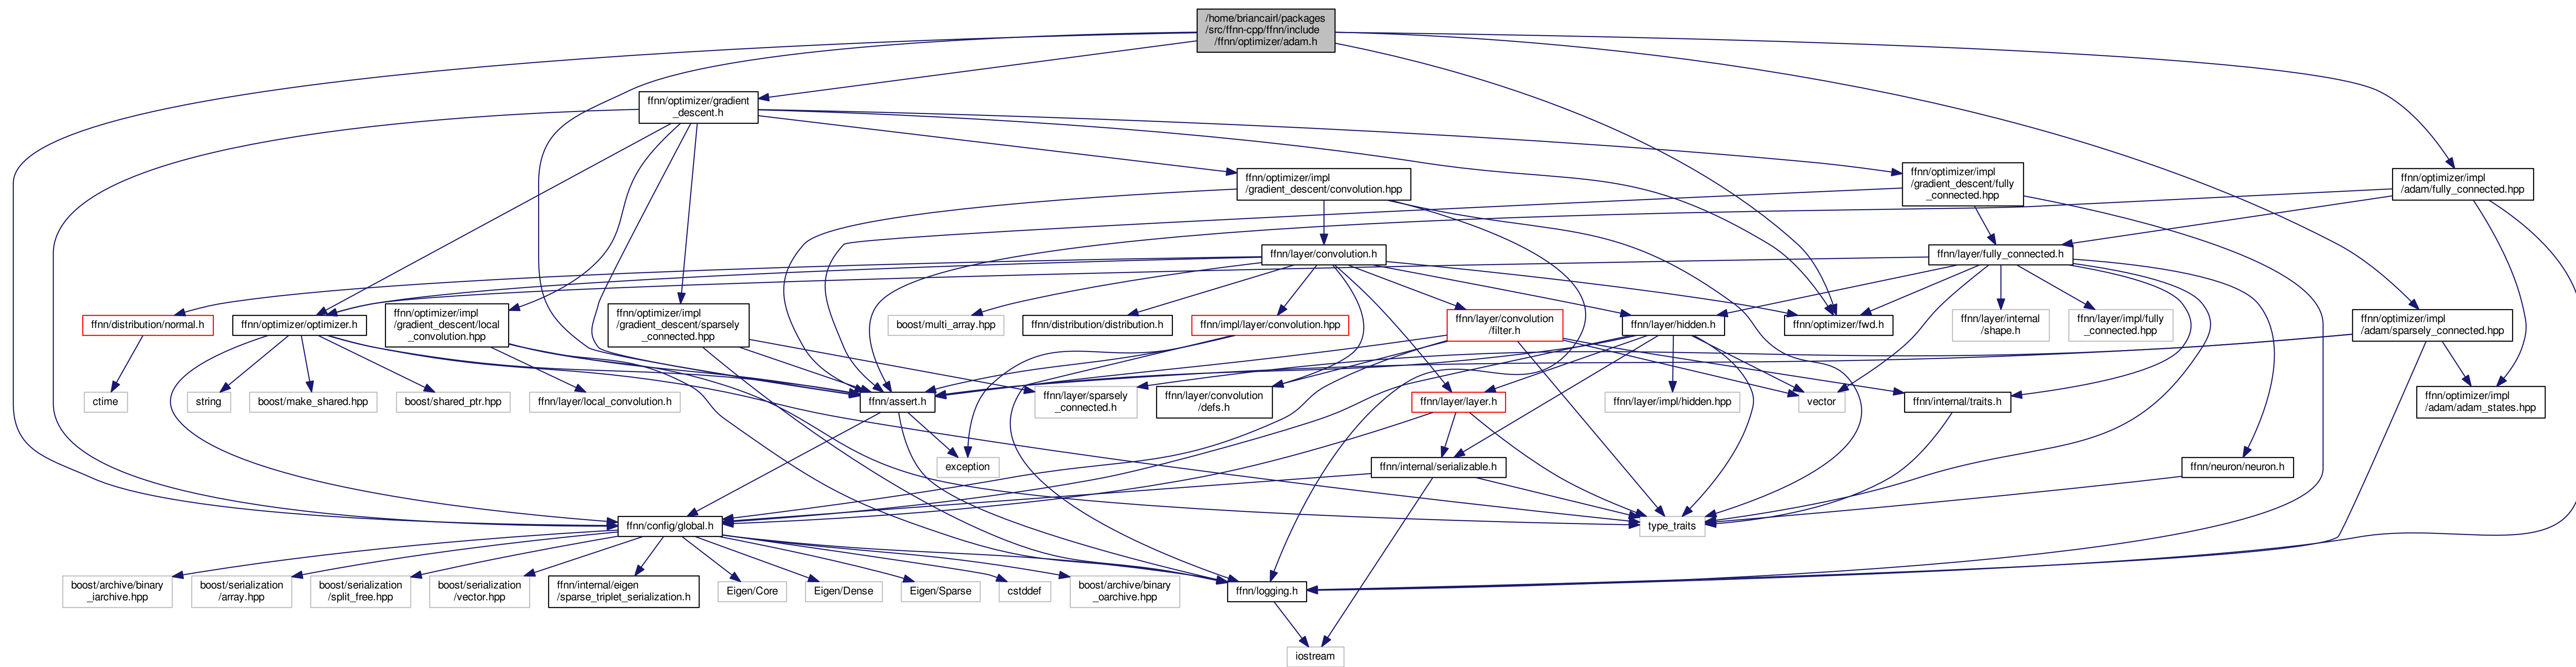 /home/briancairl/packages
/src/ffnn-cpp/ffnn/include
/ffnn/optimizer/adam.h
ffnn/optimizer/gradient
_descent.h
ffnn/optimizer/impl
/gradient_descent/convolution.hpp
ffnn/optimizer/impl
/gradient_descent/fully
_connected.hpp
ffnn/optimizer/impl
/adam/fully_connected.hpp
ffnn/layer/convolution.h
ffnn/layer/fully_connected.h
ffnn/distribution/normal.h
ffnn/optimizer/optimizer.h
ffnn/optimizer/impl
/gradient_descent/local
_convolution.hpp
ffnn/optimizer/impl
/gradient_descent/sparsely
_connected.hpp
boost/multi_array.hpp
ffnn/distribution/distribution.h
ffnn/impl/layer/convolution.hpp
ffnn/layer/convolution
/filter.h
ffnn/layer/hidden.h
ffnn/optimizer/fwd.h
ffnn/layer/internal
/shape.h
ffnn/layer/impl/fully
_connected.hpp
ffnn/optimizer/impl
/adam/sparsely_connected.hpp
ctime
string
boost/make_shared.hpp
boost/shared_ptr.hpp
ffnn/layer/local_convolution.h
ffnn/assert.h
ffnn/layer/sparsely
_connected.h
ffnn/layer/convolution
/defs.h
ffnn/layer/layer.h
ffnn/layer/impl/hidden.hpp
vector
ffnn/internal/traits.h
ffnn/optimizer/impl
/adam/adam_states.hpp
exception
ffnn/internal/serializable.h
ffnn/neuron/neuron.h
ffnn/config/global.h
type_traits
boost/archive/binary
_iarchive.hpp
boost/serialization
/array.hpp
boost/serialization
/split_free.hpp
boost/serialization
/vector.hpp
ffnn/internal/eigen
/sparse_triplet_serialization.h
Eigen/Core
Eigen/Dense
Eigen/Sparse
cstddef
boost/archive/binary
_oarchive.hpp
ffnn/logging.h
iostream